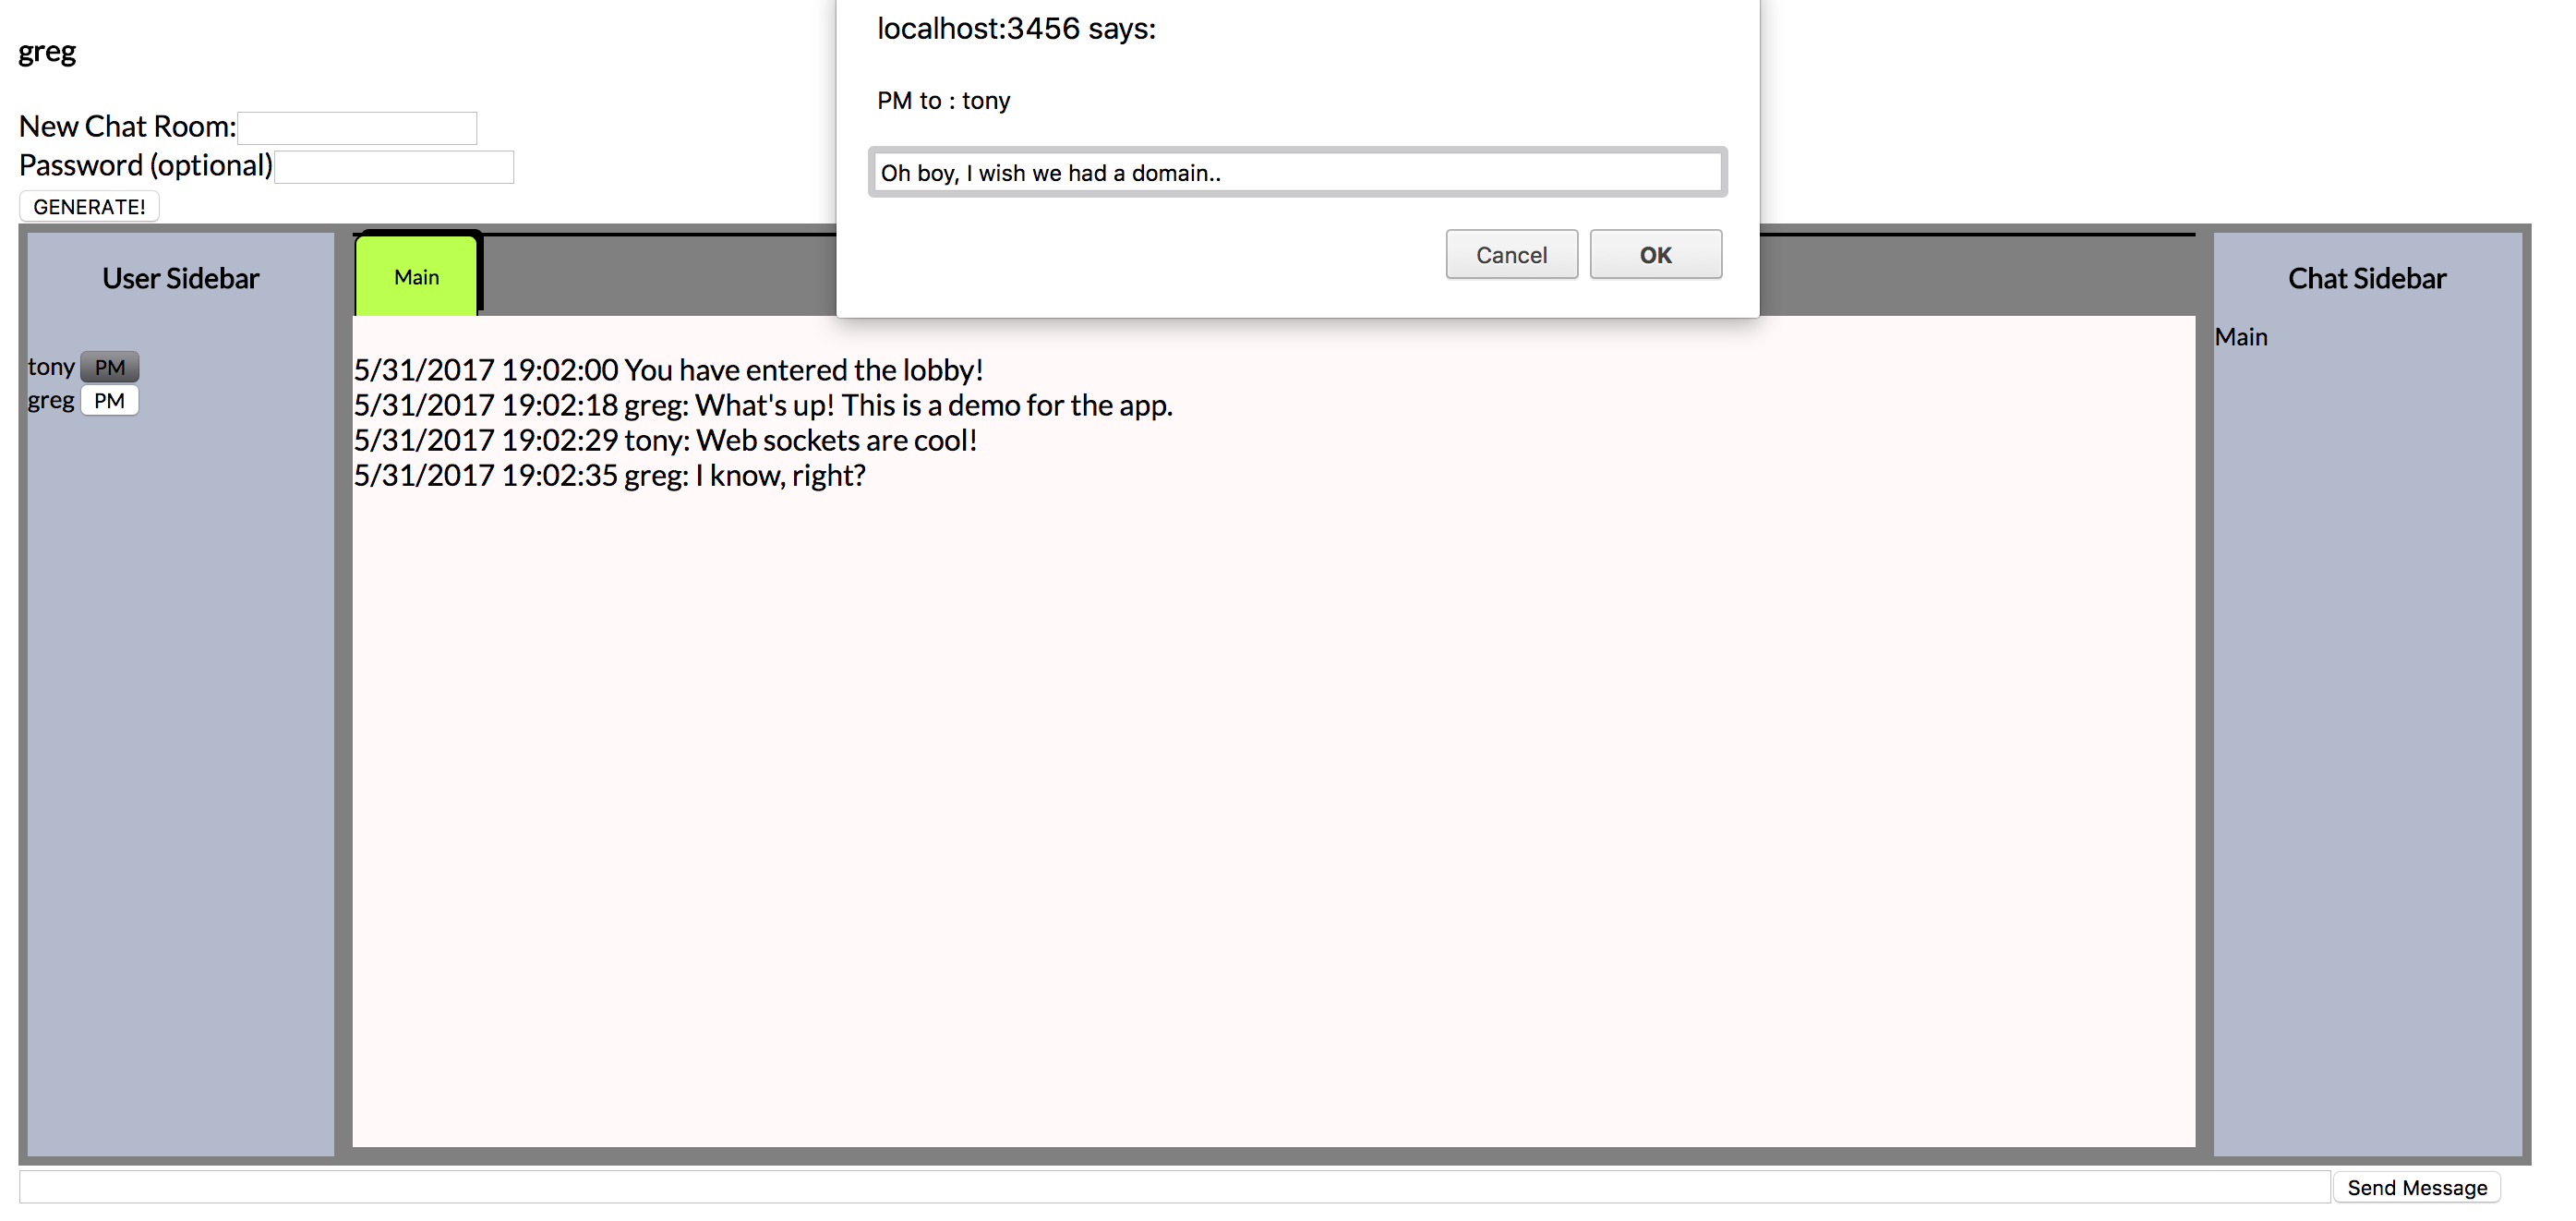 greg
New Chat Room:
Password (optional)
GENERATE!
localhost:3456 says:
PM to : tony
Oh boy, I wish we had a domain..
Cancel OK
User Sidebar
tony PM
greg PM
Main
5/31/2017 19:02:00 You have entered the lobby!
5/31/2017 19:02:18 greg: What's up! This is a demo for the app.
5/31/2017 19:02:29 tony: Web sockets are cool!
5/31/2017 19:02:35 greg: I know, right?
Chat Sidebar
Main
Send Message